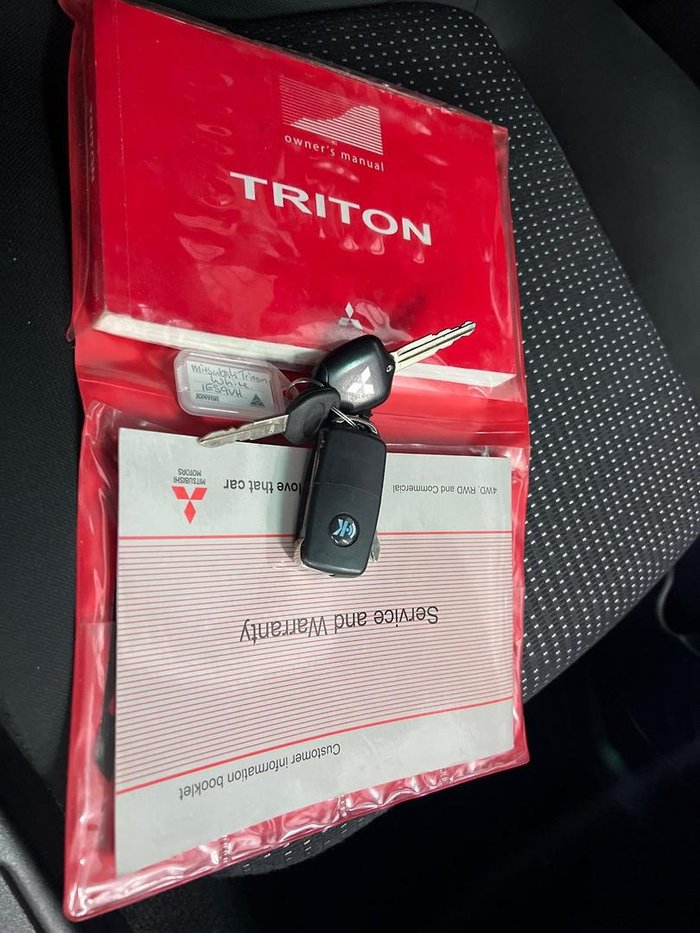 owner's manual
TRITON
Mitsubishi Triton
White
1ES9VH
MITSUBISHI
MOTORS
love that car
4WD, RWD and Commercial
Service and Warranty
Customer information booklet